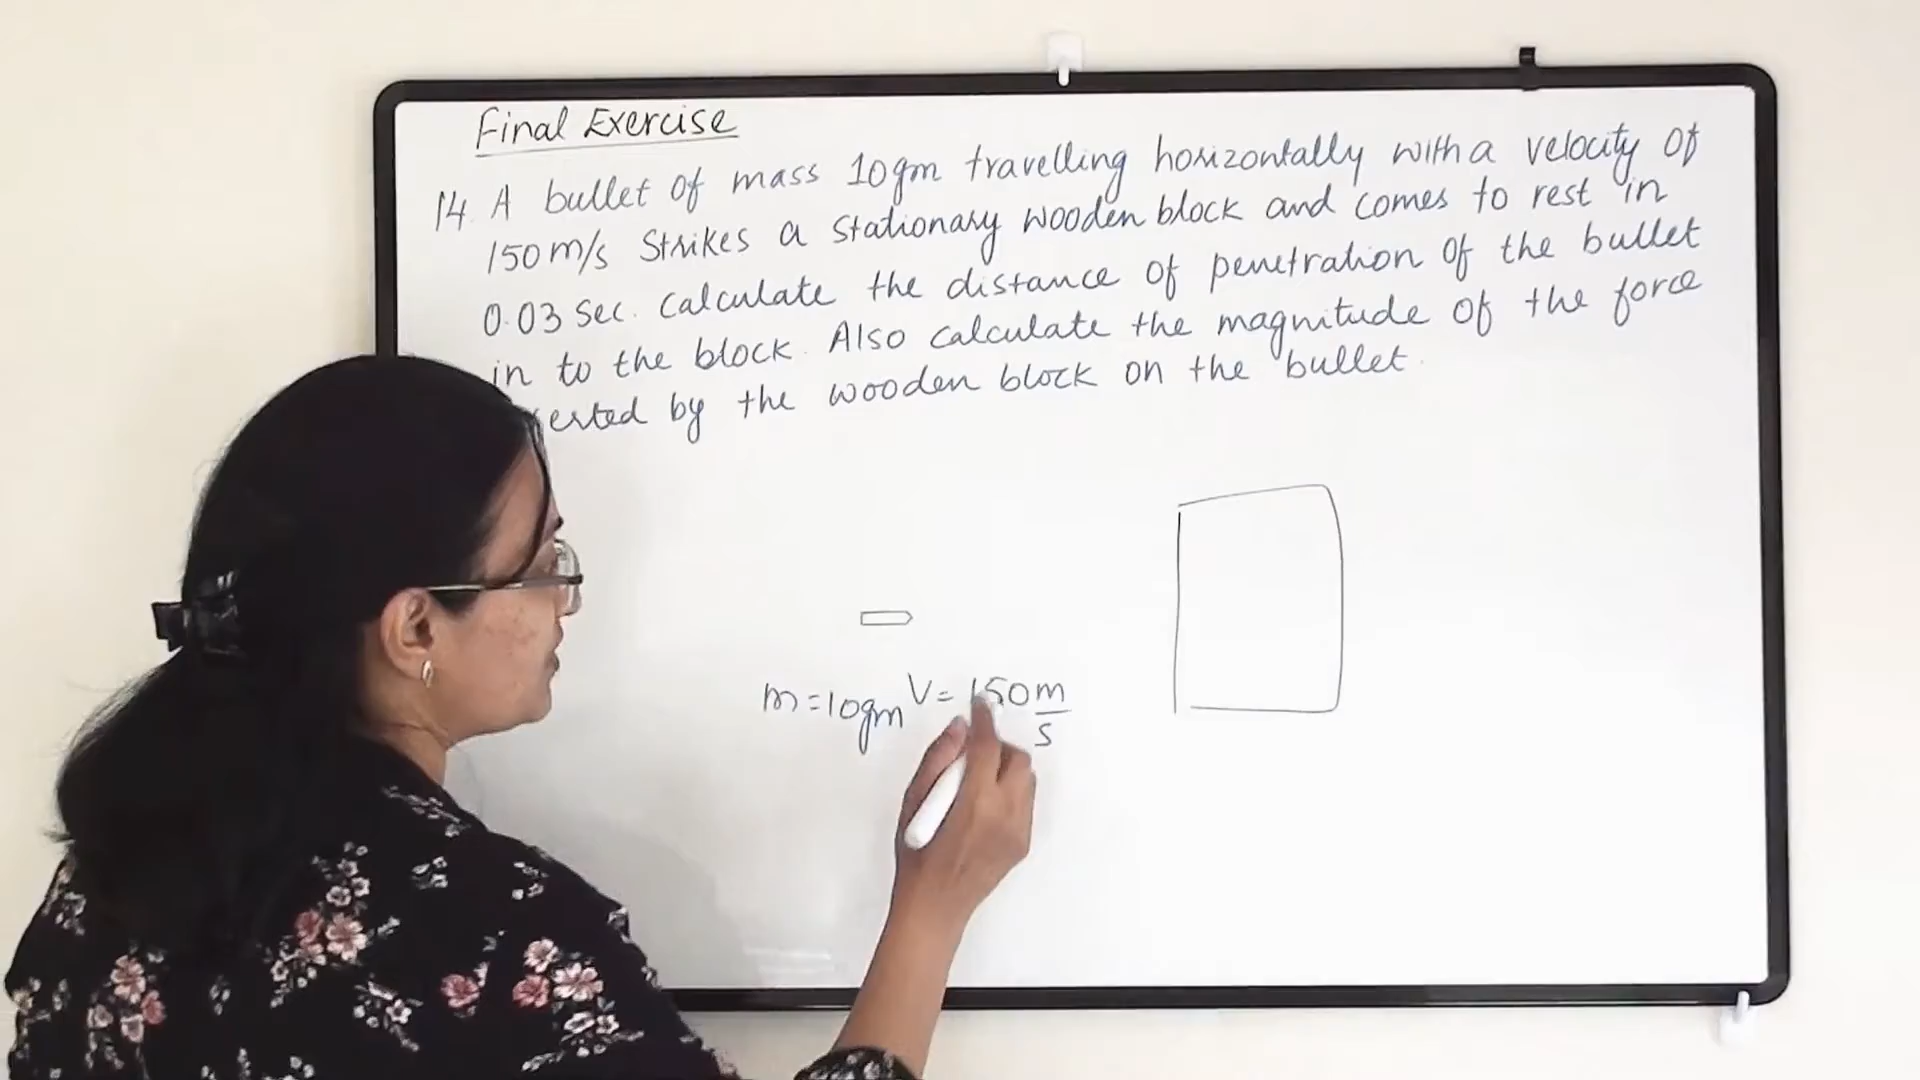 Final Exercise
14. A bullet of mass 10gm travelling horizontally with a velocity of
150 m/s strikes a stationary wooden block and comes to rest in
0.03 sec. calculate the distance of penetration of the bullet
in to the block. Also calculate the magnitude of the force
erted by the wooden block on the bullet.
m = 10gm V = 150 m/s